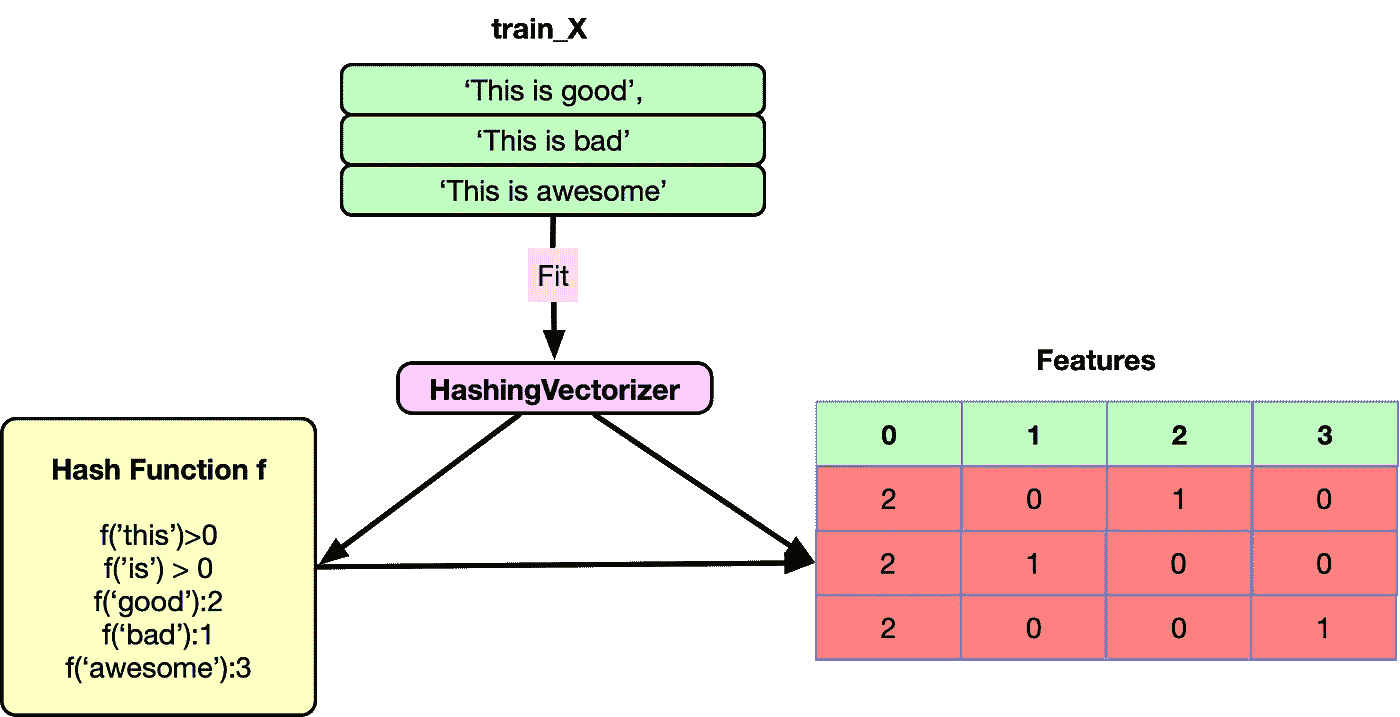 train_X
‘This is good’,
‘This is bad’
‘This is awesome’
Fit
HashingVectorizer
Hash Function f
f(’this’)>0
f(’is’) > 0
f(‘good’):2
f(‘bad’):1
f(‘awesome’):3
Features
0 1 2 3
2 0 1 0
2 1 0 0
2 0 0 1